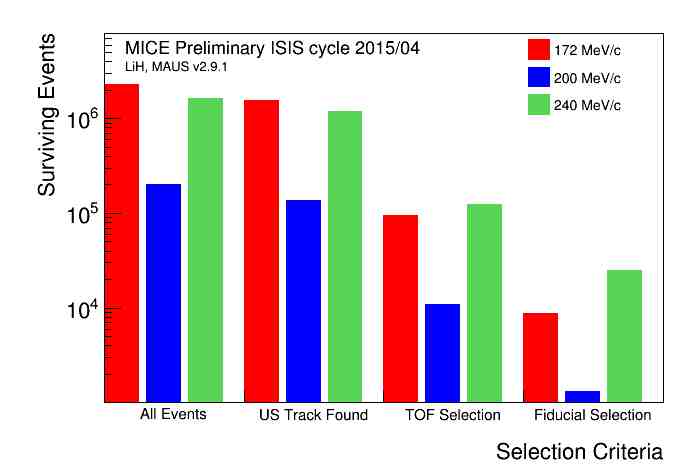 MICE Preliminary ISIS cycle 2015/04
LiH, MAUS v2.9.1
172 MeV/c
200 MeV/c
240 MeV/c
Surviving Events
10^6
10^5
10^4
All Events
US Track Found
TOF Selection
Fiducial Selection
Selection Criteria